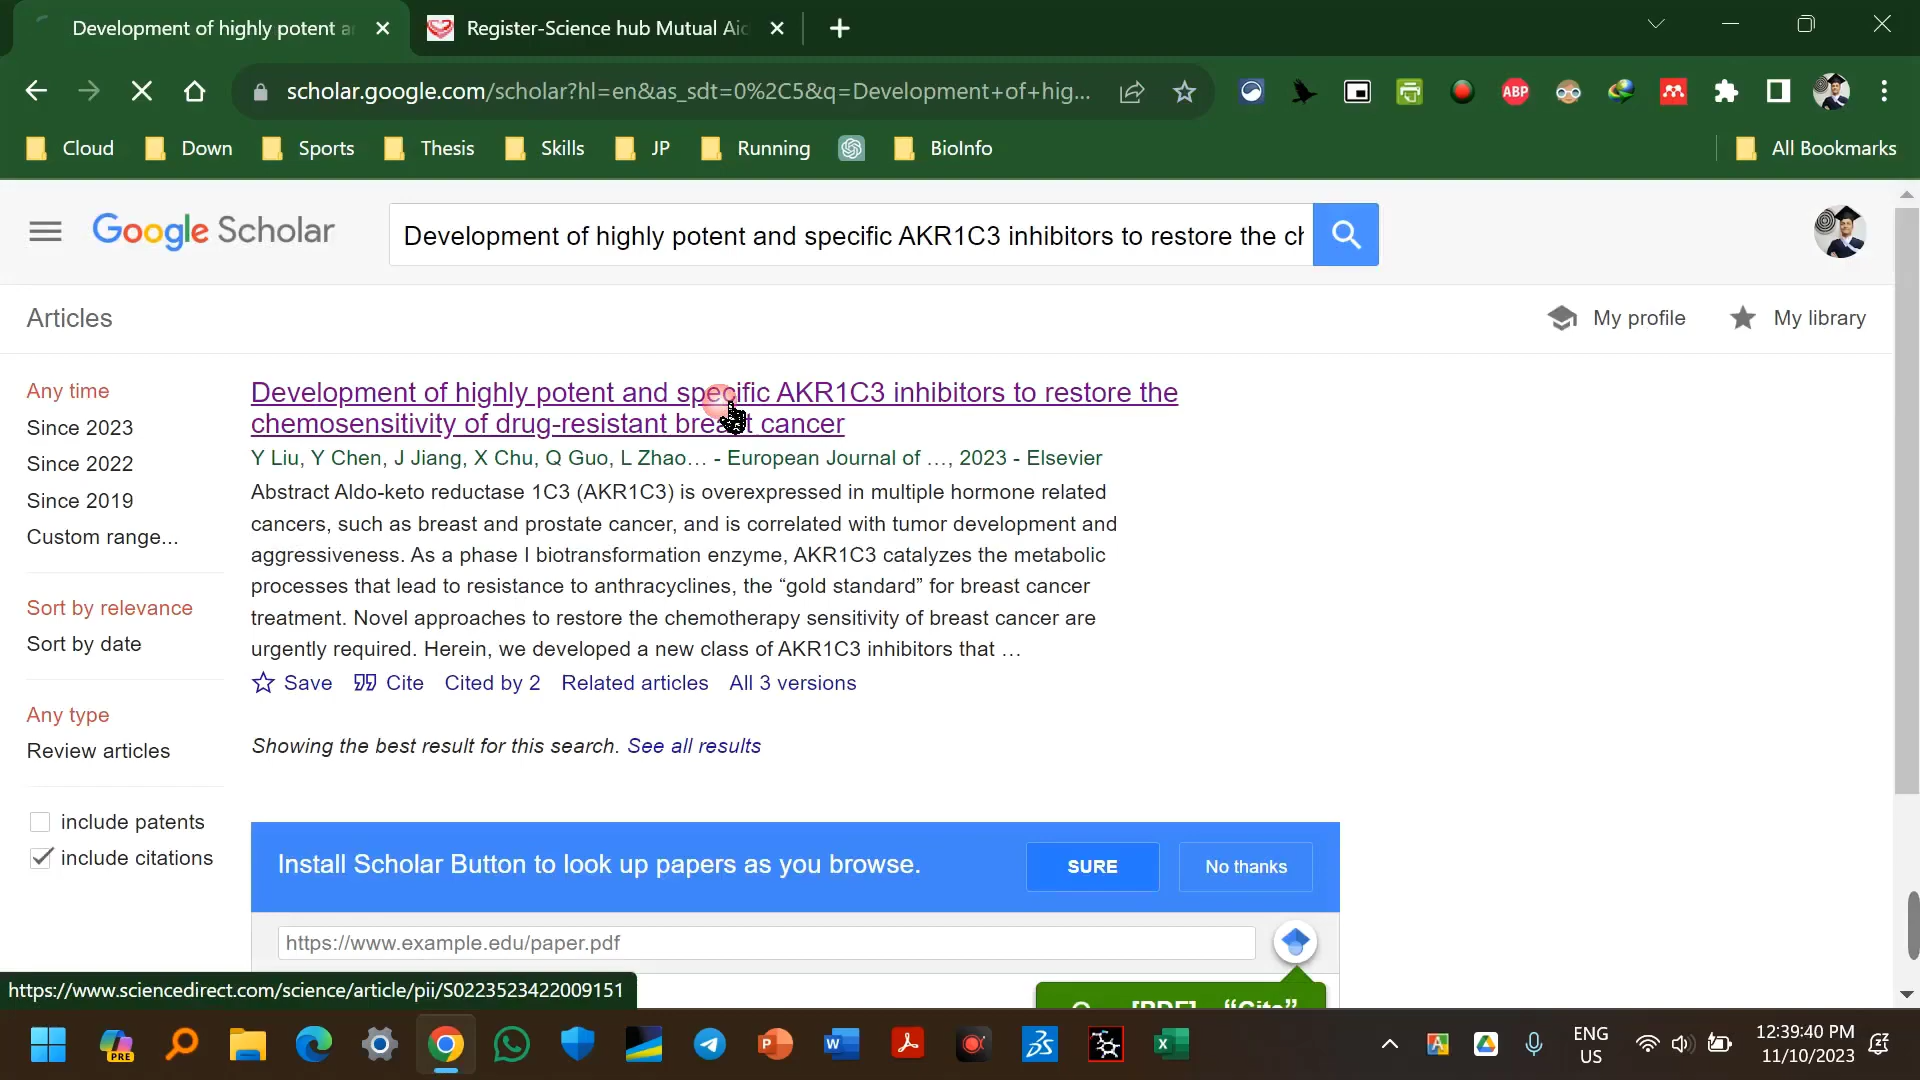 Development of highly potent a
Register-Science hub Mutual Aid
scholar.google.com/scholar?hl=en&as_sdt=0%2C5&q=Development+of+hig...
ABP
Cloud
Down
Sports
Thesis
Skills
JP
Running
BioInfo
All Bookmarks
Google Scholar
Development of highly potent and specific AKR1C3 inhibitors to restore the ch
Articles
My profile
My library
Any time
Since 2023
Since 2022
Since 2019
Custom range...
Sort by relevance
Sort by date
Any type
Review articles
include patents
include citations
Development of highly potent and specific AKR1C3 inhibitors to restore the
chemosensitivity of drug-resistant breast cancer
Y Liu, Y Chen, J Jiang, X Chu, Q Guo, L Zhao… - European Journal of …, 2023 - Elsevier
Abstract Aldo-keto reductase 1C3 (AKR1C3) is overexpressed in multiple hormone related
cancers, such as breast and prostate cancer, and is correlated with tumor development and
aggressiveness. As a phase I biotransformation enzyme, AKR1C3 catalyzes the metabolic
processes that lead to resistance to anthracyclines, the “gold standard” for breast cancer
treatment. Novel approaches to restore the chemotherapy sensitivity of breast cancer are
urgently required. Herein, we developed a new class of AKR1C3 inhibitors that …
Save Cite Cited by 2 Related articles All 3 versions
Showing the best result for this search. See all results
Install Scholar Button to look up papers as you browse.
SURE
No thanks
https://www.example.edu/paper.pdf
[PDF] “Cite”
https://www.sciencedirect.com/science/article/pii/S0223523422009151
PRE
ENG
US
12:39:40 PM
11/10/2023